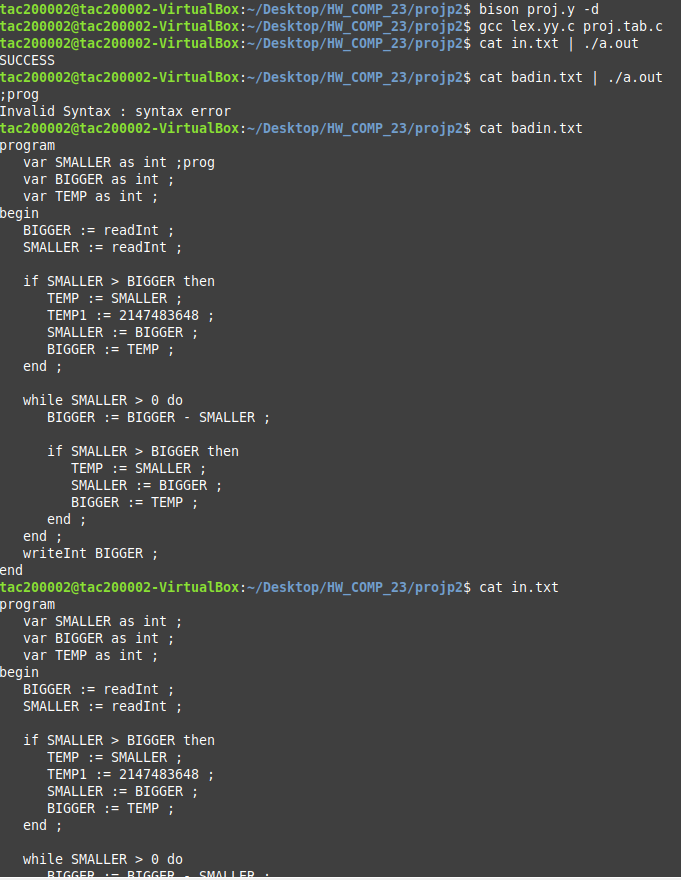 tac200002@tac200002-VirtualBox:~/Desktop/HW_COMP_23/projp2$ bison proj.y -d
tac200002@tac200002-VirtualBox:~/Desktop/HW_COMP_23/projp2$ gcc lex.yy.c proj.tab.c
tac200002@tac200002-VirtualBox:~/Desktop/HW_COMP_23/projp2$ cat in.txt | ./a.out
SUCCESS
tac200002@tac200002-VirtualBox:~/Desktop/HW_COMP_23/projp2$ cat badin.txt | ./a.out
;prog
Invalid Syntax : syntax error
tac200002@tac200002-VirtualBox:~/Desktop/HW_COMP_23/projp2$ cat badin.txt
program
   var SMALLER as int ;prog
   var BIGGER as int ;
   var TEMP as int ;
begin
   BIGGER := readInt ;
   SMALLER := readInt ;

   if SMALLER > BIGGER then
      TEMP := SMALLER ;
      TEMP1 := 2147483648 ;
      SMALLER := BIGGER ;
      BIGGER := TEMP ;
   end ;

   while SMALLER > 0 do
      BIGGER := BIGGER - SMALLER ;

      if SMALLER > BIGGER then
         TEMP := SMALLER ;
         SMALLER := BIGGER ;
         BIGGER := TEMP ;
      end ;
   end ;
   writeInt BIGGER ;
end
tac200002@tac200002-VirtualBox:~/Desktop/HW_COMP_23/projp2$ cat in.txt
program
   var SMALLER as int ;
   var BIGGER as int ;
   var TEMP as int ;
begin
   BIGGER := readInt ;
   SMALLER := readInt ;

   if SMALLER > BIGGER then
      TEMP := SMALLER ;
      TEMP1 := 2147483648 ;
      SMALLER := BIGGER ;
      BIGGER := TEMP ;
   end ;

   while SMALLER > 0 do
      BIGGER := BIGGER - SMALLER ;